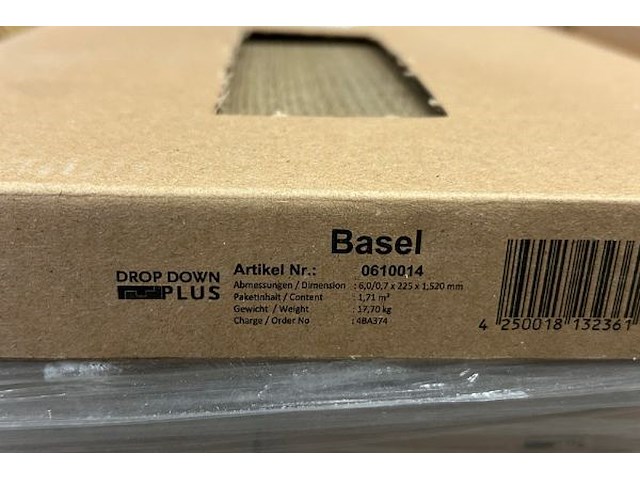 Basel
DROP DOWN
PLUS
Artikel Nr.: 0610014
Abmessungen / Dimension : 6,0/0,7 x 225 x 1,520 mm
Paketinhalt / Content : 1,71 m²
Gewicht / Weight : 17,70 kg
Charge / Order No : 4BA374
4 250018 132361